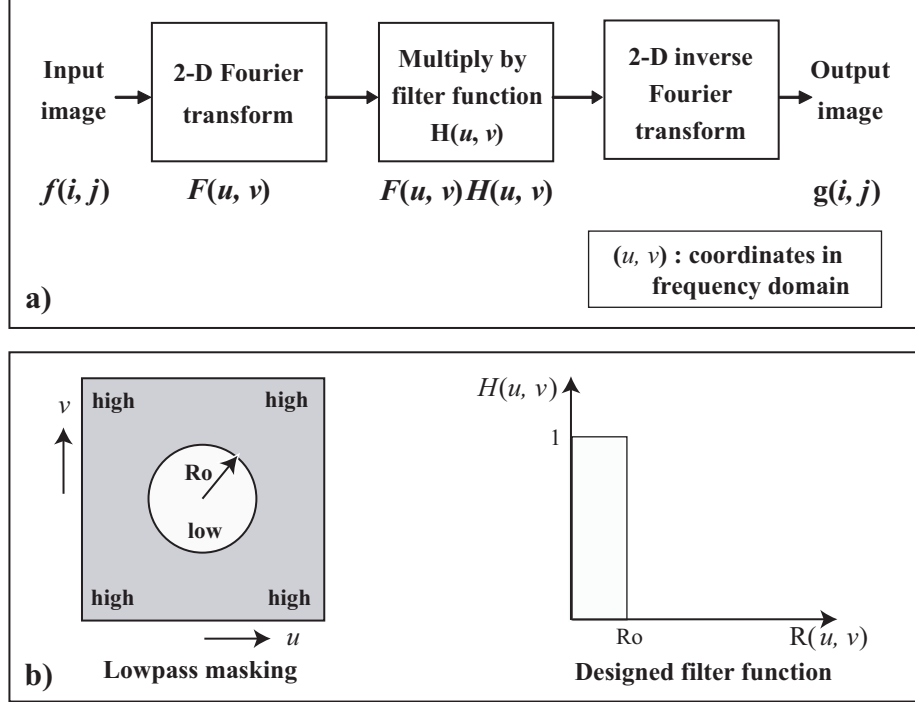 Input
image
2-D Fourier
transform
Multiply by
filter function
H(u, v)
2-D inverse
Fourier
transform
Output
image
f(i, j)
F(u, v)
F(u, v)H(u, v)
g(i, j)
(u, v) : coordinates in
frequency domain
a)
v
high
high
Ro
low
high
high
u
Lowpass masking
H(u, v)
1
Ro
R(u, v)
Designed filter function
b)